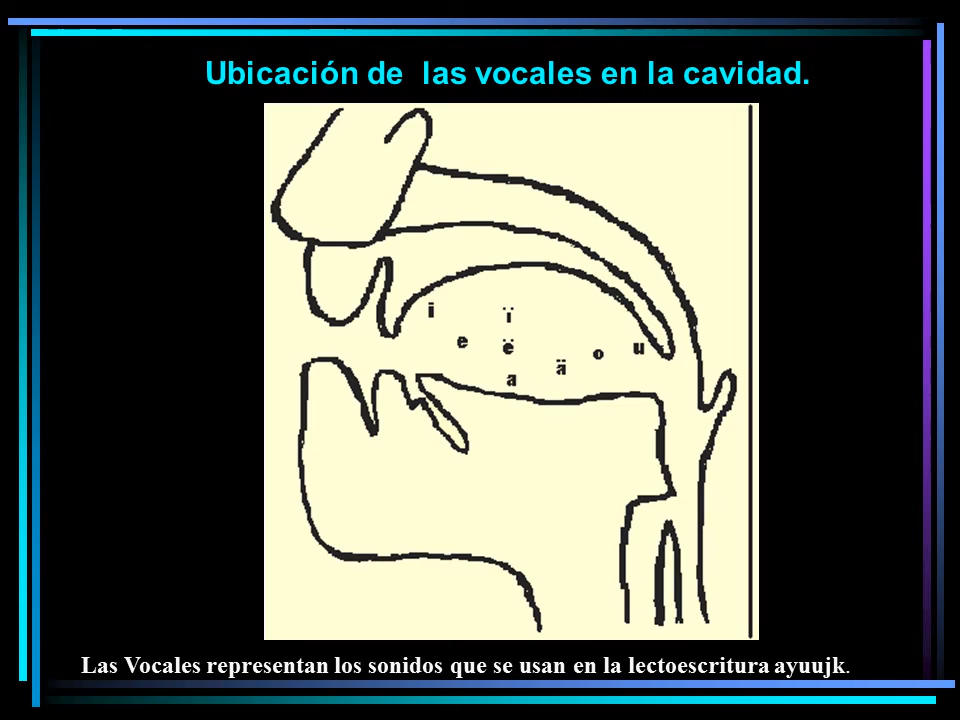 Ubicación de las vocales en la cavidad.
i ï
e ë o u
a ä
Las Vocales representan los sonidos que se usan en la lectoescritura ayuujk.